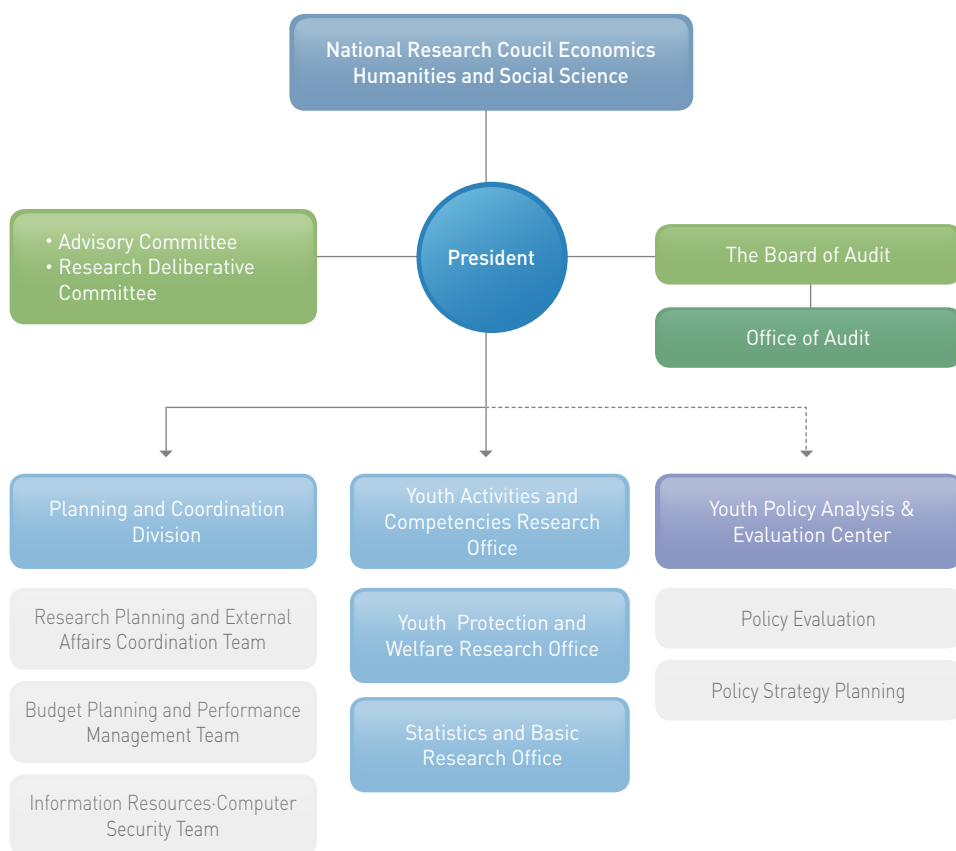 National Research Coucil Economics
Humanities and Social Science
President
• Advisory Committee
• Research Deliberative
Committee
The Board of Audit
Office of Audit
Planning and Coordination
Division
Research Planning and External
Affairs Coordination Team
Budget Planning and Performance
Management Team
Information Resources·Computer
Security Team
Youth Activities and
Competencies Research
Office
Youth Protection and
Welfare Research Office
Statistics and Basic
Research Office
Youth Policy Analysis &
Evaluation Center
Policy Evaluation
Policy Strategy Planning